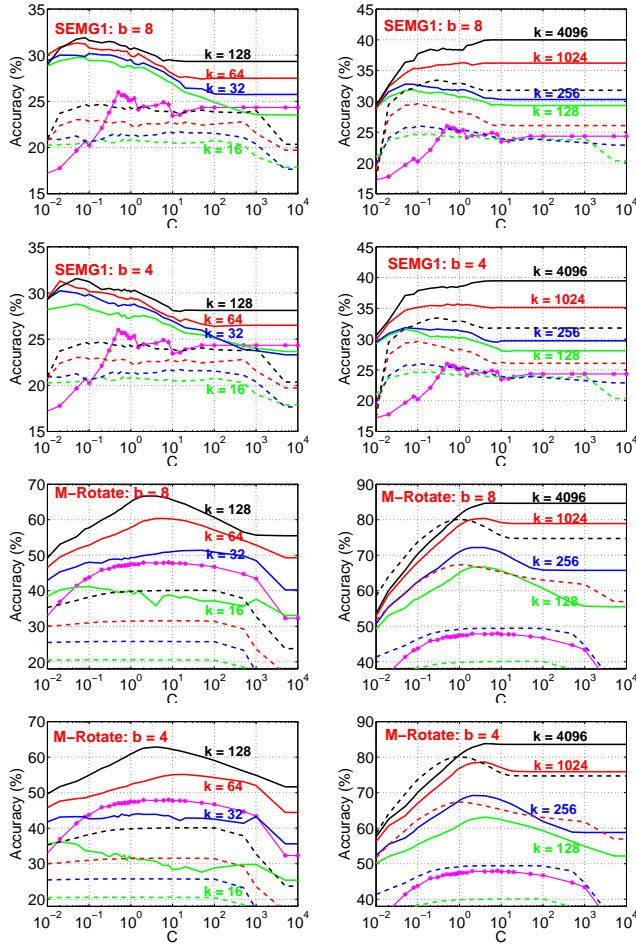 SEMG1: b = 8
k = 128
k = 64
k = 32
k = 16
Accuracy (%)
35
30
25
20
15
10^-2 10^-1 10^0 10^1 10^2 10^3 10^4
C
SEMG1: b = 8
k = 4096
k = 1024
k = 256
k = 128
Accuracy (%)
45
40
35
30
25
20
15
10^-2 10^-1 10^0 10^1 10^2 10^3 10^4
C
SEMG1: b = 4
k = 128
k = 64
k = 32
k = 16
Accuracy (%)
35
30
25
20
15
10^-2 10^-1 10^0 10^1 10^2 10^3 10^4
C
SEMG1: b = 4
k = 4096
k = 1024
k = 256
k = 128
Accuracy (%)
45
40
35
30
25
20
15
10^-2 10^-1 10^0 10^1 10^2 10^3 10^4
C
M-Rotate: b = 8
k = 128
k = 64
k = 32
k = 16
Accuracy (%)
70
60
50
40
30
20
10^-2 10^-1 10^0 10^1 10^2 10^3 10^4
C
M-Rotate: b = 8
k = 4096
k = 1024
k = 256
k = 128
Accuracy (%)
90
80
70
60
50
40
10^-2 10^-1 10^0 10^1 10^2 10^3 10^4
C
M-Rotate: b = 4
k = 128
k = 64
k = 32
k = 16
Accuracy (%)
70
60
50
40
30
20
10^-2 10^-1 10^0 10^1 10^2 10^3 10^4
C
M-Rotate: b = 4
k = 4096
k = 1024
k = 256
k = 128
Accuracy (%)
90
80
70
60
50
40
10^-2 10^-1 10^0 10^1 10^2 10^3 10^4
C